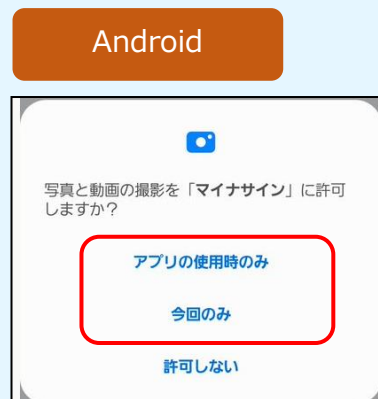 Android
写真と動画の撮影を「マイナサイン」に許可
しますか？
アプリの使用時のみ
今回のみ
許可しない